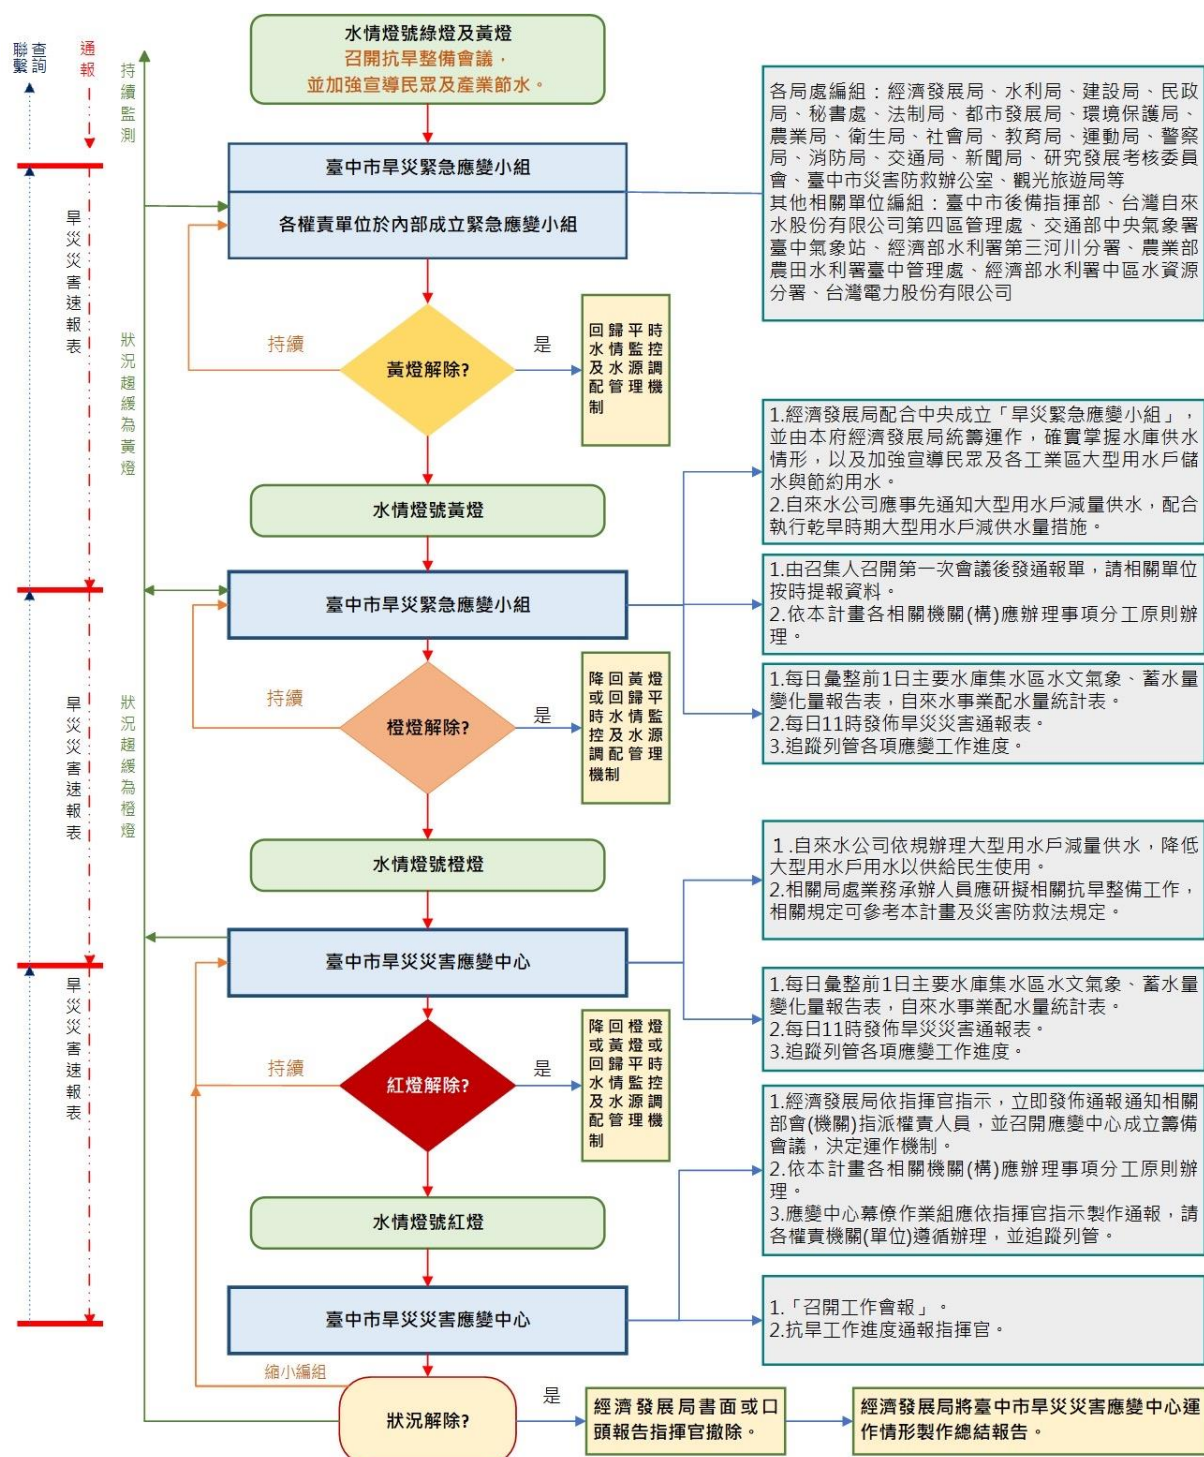 水情燈號綠燈及黃燈
召開抗旱整備會議，
並加強宣導民眾及產業節水。
聯繫
查詢
通報
持續監測
臺中市旱災緊急應變小組
各權責單位於內部成立緊急應變小組
各局處編組：經濟發展局、水利局、建設局、民政
局、秘書處、法制局、都市發展局、環境保護局、
農業局、衛生局、社會局、教育局、運動局、警察
局、消防局、交通局、新聞局、研究發展考核委員
會、臺中市災害防救辦公室、觀光旅遊局等
其他相關單位編組：臺中市後備指揮部、台灣自來
水股份有限公司第四區管理處、交通部中央氣象署
臺中氣象站、經濟部水利署第三河川分署、農業部
農田水利署臺中管理處、經濟部水利署中區水資源
分署、台灣電力股份有限公司
旱災災害速報表
狀況趨緩為黃燈
持續
黃燈解除?
是
回歸平時
水情監控
及水源調
配管理機
制
水情燈號黃燈
1.經濟發展局配合中央成立「旱災緊急應變小組」，
並由本府經濟發展局統籌運作，確實掌握水庫供水
情形，以及加強宣導民眾及各工業區大型用水戶儲
水與節約用水。
2.自來水公司應事先通知大型用水戶減量供水，配合
執行乾旱時期大型用水戶減供水量措施。
臺中市旱災緊急應變小組
1.由召集人召開第一次會議後發通報單，請相關單位
按時提報資料。
2.依本計畫各相關機關(構)應辦理事項分工原則辦
理。
旱災災害速報表
狀況趨緩為橙燈
持續
橙燈解除?
是
降回黃燈
或回歸平
時水情監
控及水源
調配管理
機制
1.每日彙整前1日主要水庫集水區水文氣象、蓄水量
變化量報告表，自來水事業配水量統計表。
2.每日11時發佈旱災災害通報表。
3.追蹤列管各項應變工作進度。
水情燈號橙燈
1.自來水公司依規辦理大型用水戶減量供水，降低
大型用水戶用水以供給民生使用。
2.相關局處業務承辦人員應研擬相關抗旱整備工作，
相關規定可參考本計畫及災害防救法規定。
臺中市旱災災害應變中心
旱災災害速報表
1.每日彙整前1日主要水庫集水區水文氣象、蓄水量
變化量報告表，自來水事業配水量統計表。
2.每日11時發佈旱災災害通報表。
3.追蹤列管各項應變工作進度。
持續
紅燈解除?
是
降回橙燈
或黃燈或
回歸平時
水情監控
及水源調
配管理機
制
1.經濟發展局依指揮官指示，立即發佈通報通知相關
部會(機關)指派權責人員，並召開應變中心成立籌備
會議，決定運作機制。
2.依本計畫各相關機關(構)應辦理事項分工原則辦
理。
3.應變中心幕僚作業組應依指揮官指示製作通報，請
各權責機關(單位)遵循辦理，並追蹤列管。
水情燈號紅燈
臺中市旱災災害應變中心
1.「召開工作會報」。
2.抗旱工作進度通報指揮官。
縮小編組
狀況解除?
是
經濟發展局書面或口
頭報告指揮官撤除。
經濟發展局將臺中市旱災災害應變中心運
作情形製作總結報告。